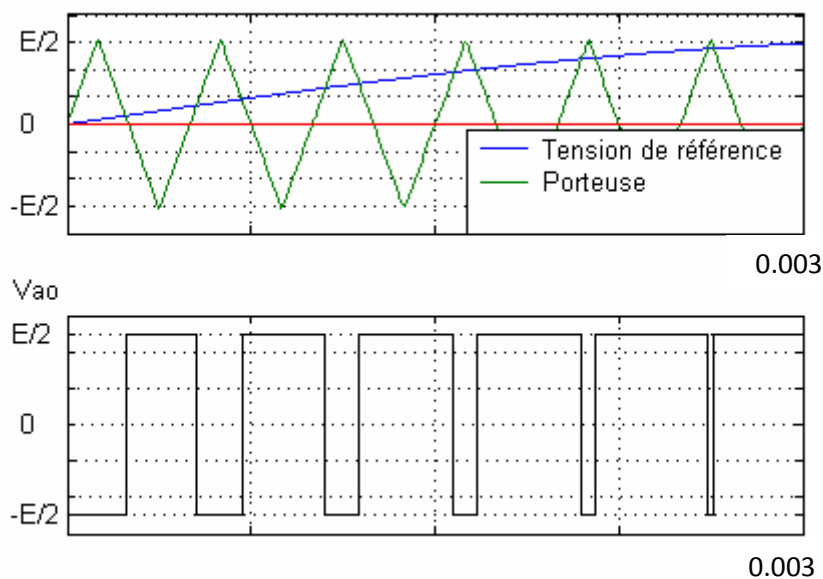 E/2
0
-E/2
Tension de référence
Porteuse
0.003
Vao
E/2
0
-E/2
0.003